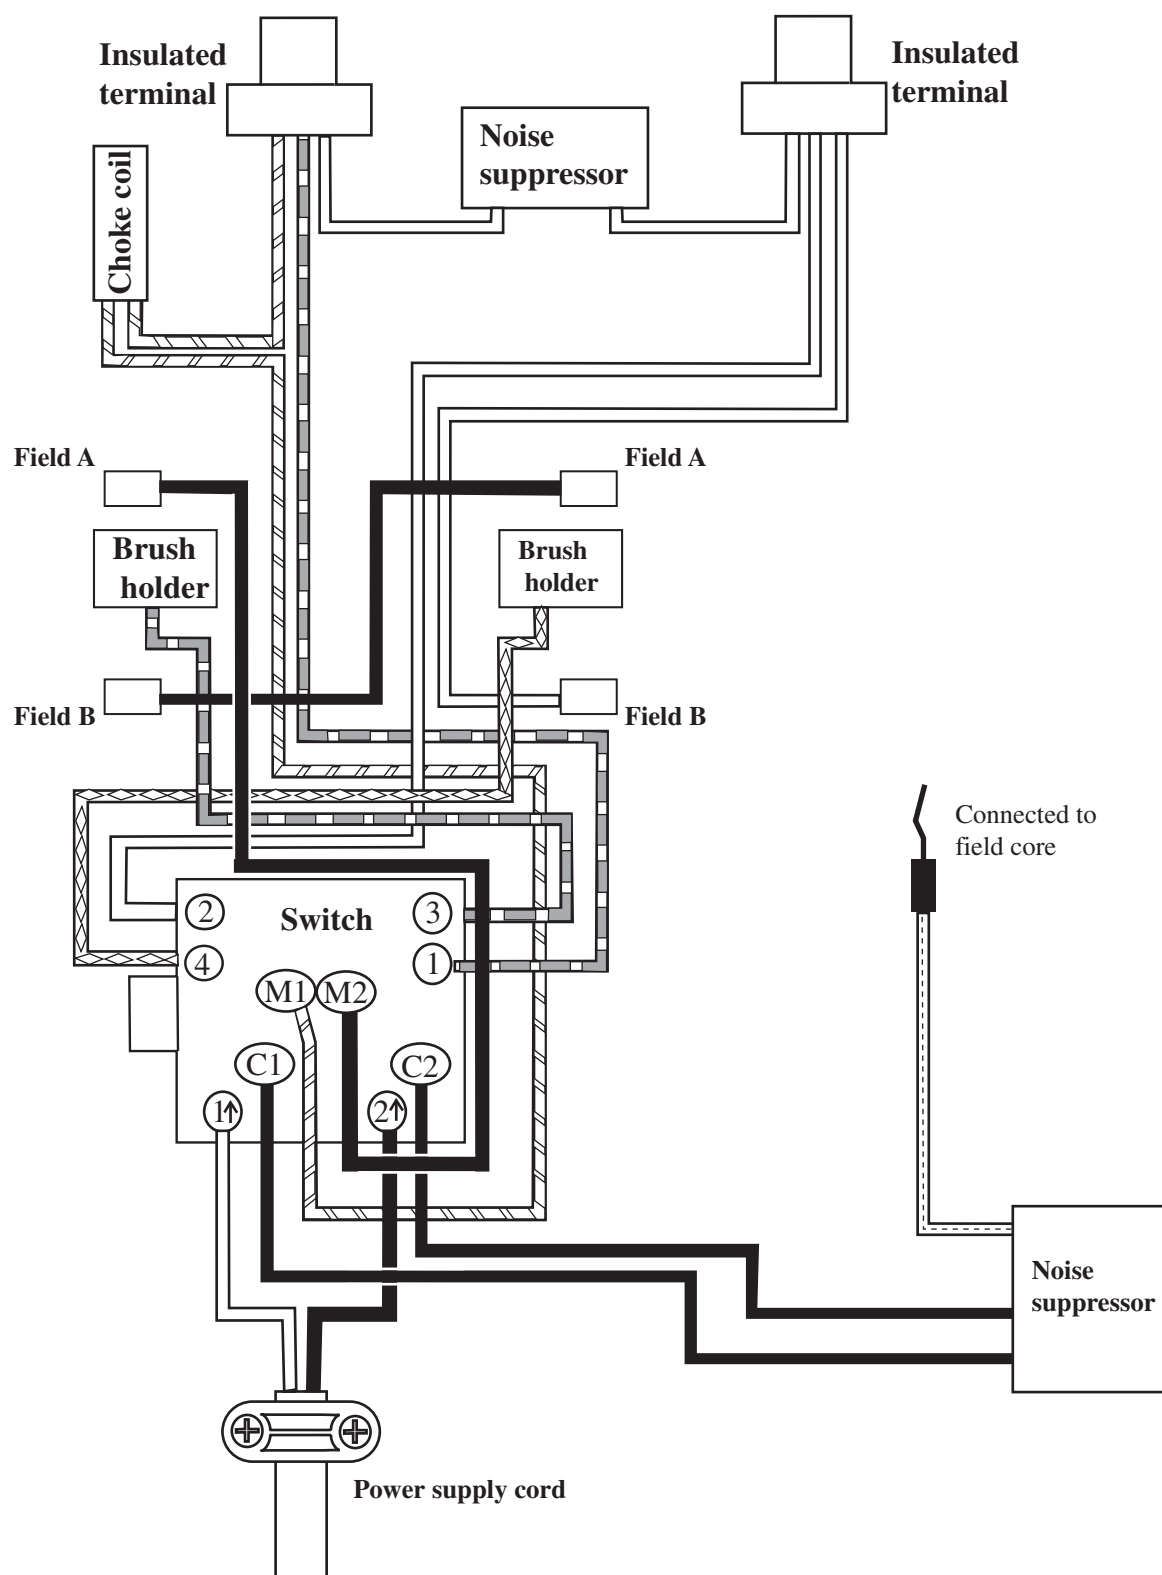 Insulated
terminal
Insulated
terminal
Noise
suppressor
Choke coil
Field A
Field A
Brush
holder
Brush
holder
Field B
Field B
Connected to
field core
2
Switch
3
4
1
M1
M2
C1
C2
1↑
2↑
Noise
suppressor
Power supply cord